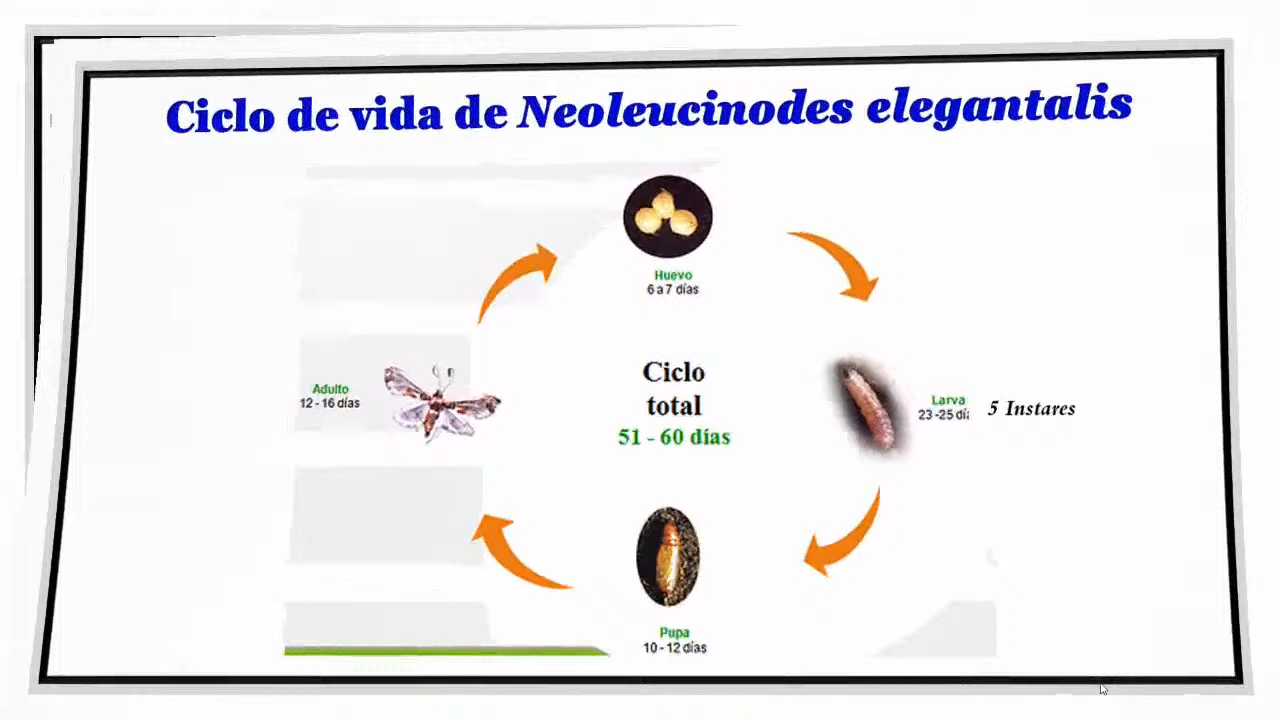 Ciclo de vida de Neoleucinodes elegantalis
Huevo
6 a 7 días
Adulto
12 - 16 días
Ciclo
total
51 - 60 días
Larva
23 -25 dí
5 Instares
Pupa
10 - 12 días